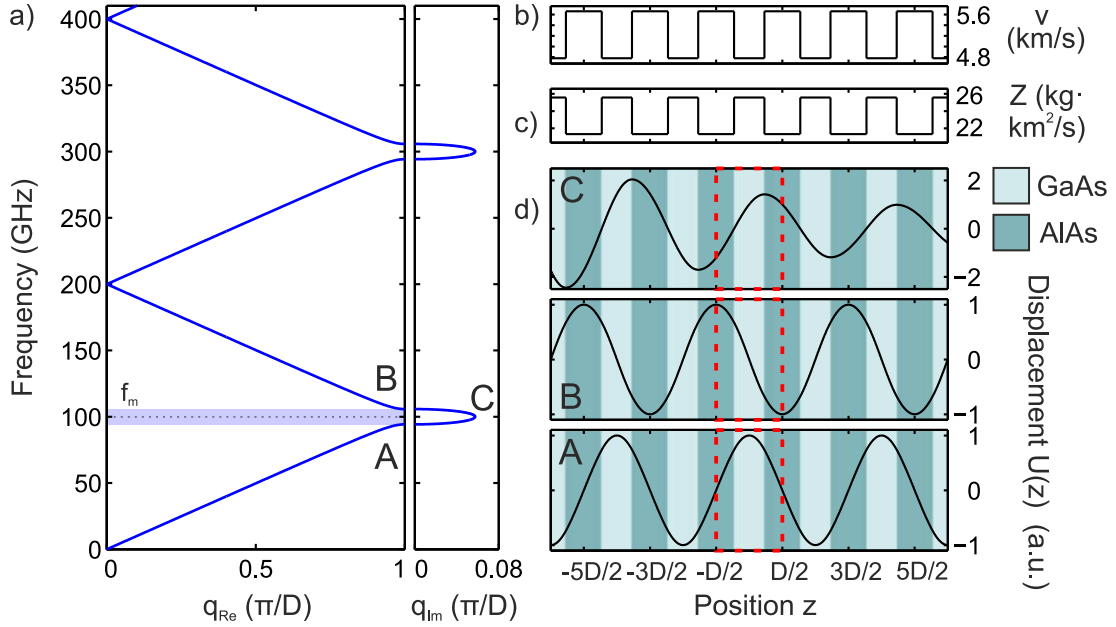 a)
400
350
300
250
200
150
100
50
0
Frequency (GHz)
f_m
B
A
C
0
0.5
1
0
0.08
q_Re (π/D)
q_Im (π/D)
b)
5.6
4.8
v
(km/s)
c)
26
22
Z (kg·
km²/s)
d)
C
2
0
−2
GaAs
AlAs
B
1
0
−1
A
1
0
−1
Displacement U(z) (a.u.)
-5D/2
-3D/2
-D/2
D/2
3D/2
5D/2
Position z